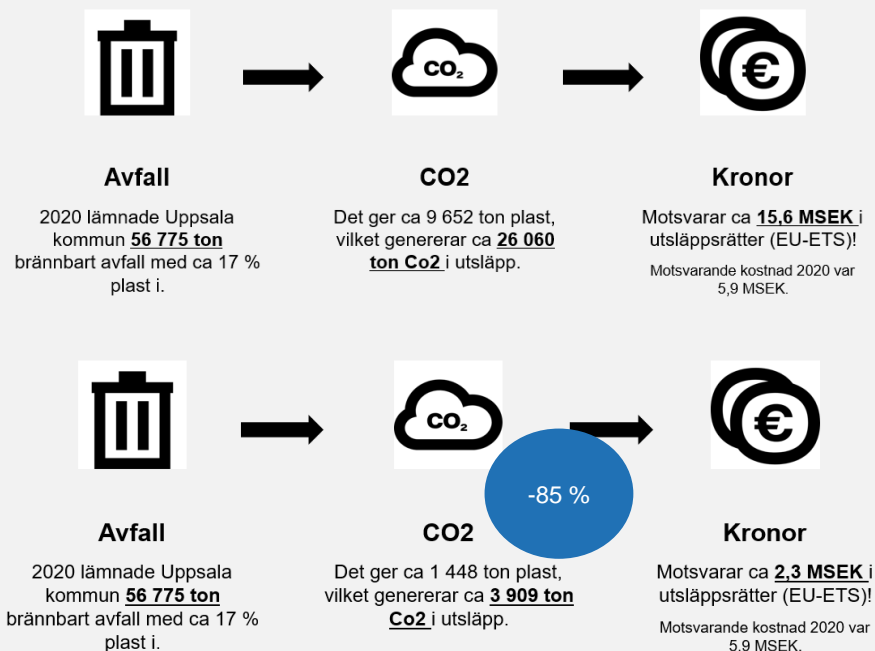 CO₂
€
Avfall
2020 lämnade Uppsala
kommun 56 775 ton
brännbart avfall med ca 17 %
plast i.
CO2
Det ger ca 9 652 ton plast,
vilket genererar ca 26 060
ton Co2 i utsläpp.
Kronor
Motsvarar ca 15,6 MSEK i
utsläppsrätter (EU-ETS)!
Motsvarande kostnad 2020 var
5,9 MSEK.
CO₂
€
-85 %
Avfall
2020 lämnade Uppsala
kommun 56 775 ton
brännbart avfall med ca 17 %
plast i.
CO2
Det ger ca 1 448 ton plast,
vilket genererar ca 3 909 ton
Co2 i utsläpp.
Kronor
Motsvarar ca 2,3 MSEK i
utsläppsrätter (EU-ETS)!
Motsvarande kostnad 2020 var
5,9 MSEK.